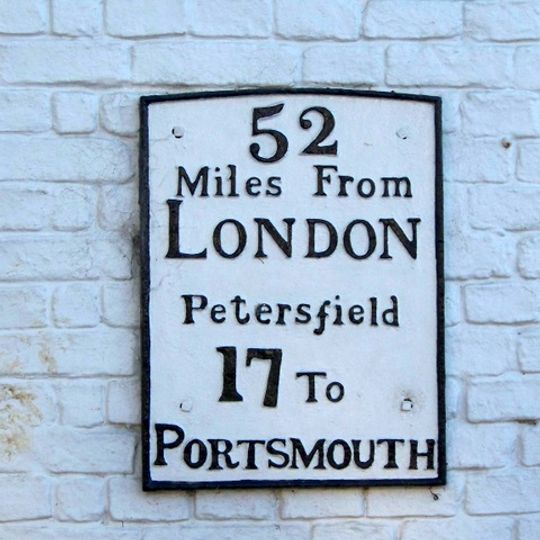 52
Miles From
LONDON
Petersfield
17 To
PORTSMOUTH